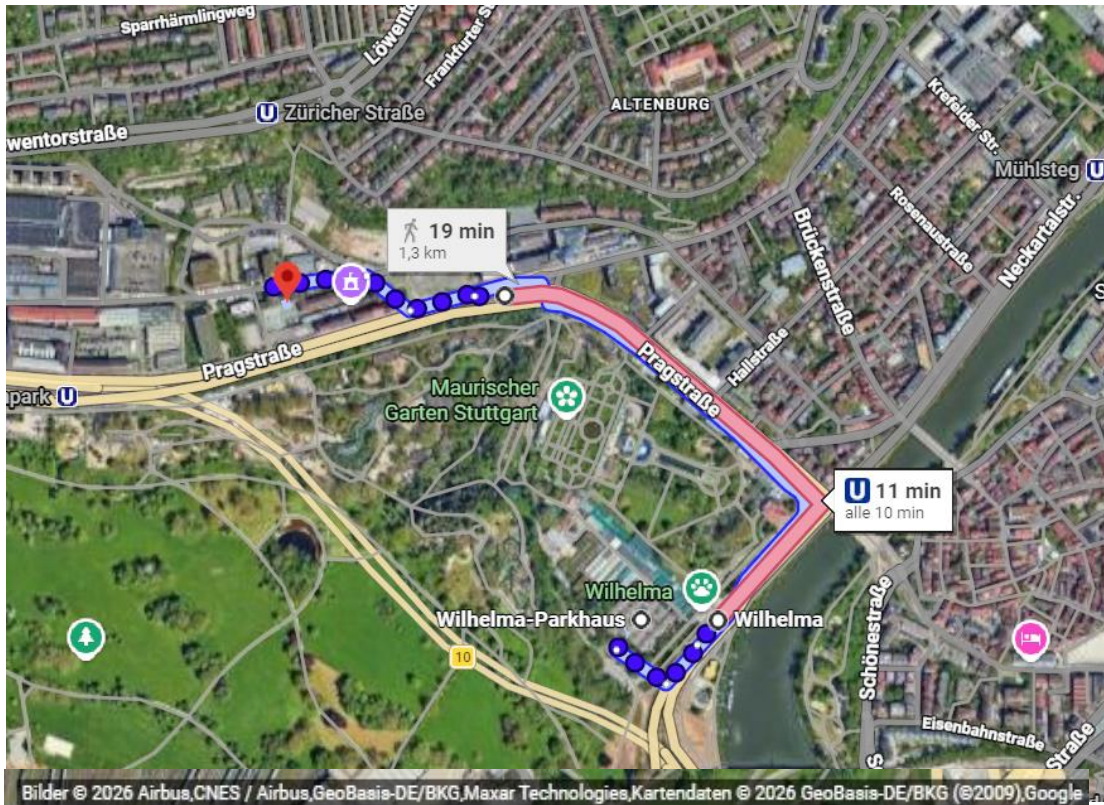 Sparrhärmlingweg
Löwentor
Frankfurter St
U Züricher Straße
ALTENBURG
wentorstraße
Krefelder Str.
Mühlsteg U
Rosenaustraße
Neckartalstr.
Brückenstraße
19 min
1,3 km
S
Hallstraße
Pragstraße
Pragstraße
park U
Maurischer
Garten Stuttgart
U 11 min
alle 10 min
Wilhelma
Wilhelma-Parkhaus
Wilhelma
10
Schönestraße
Eisenbahnstraße
Straße
S
Bilder © 2026 Airbus,CNES / Airbus,GeoBasis-DE/BKG,Maxar Technologies,Kartendaten © 2026 GeoBasis-DE/BKG (©2009),Google